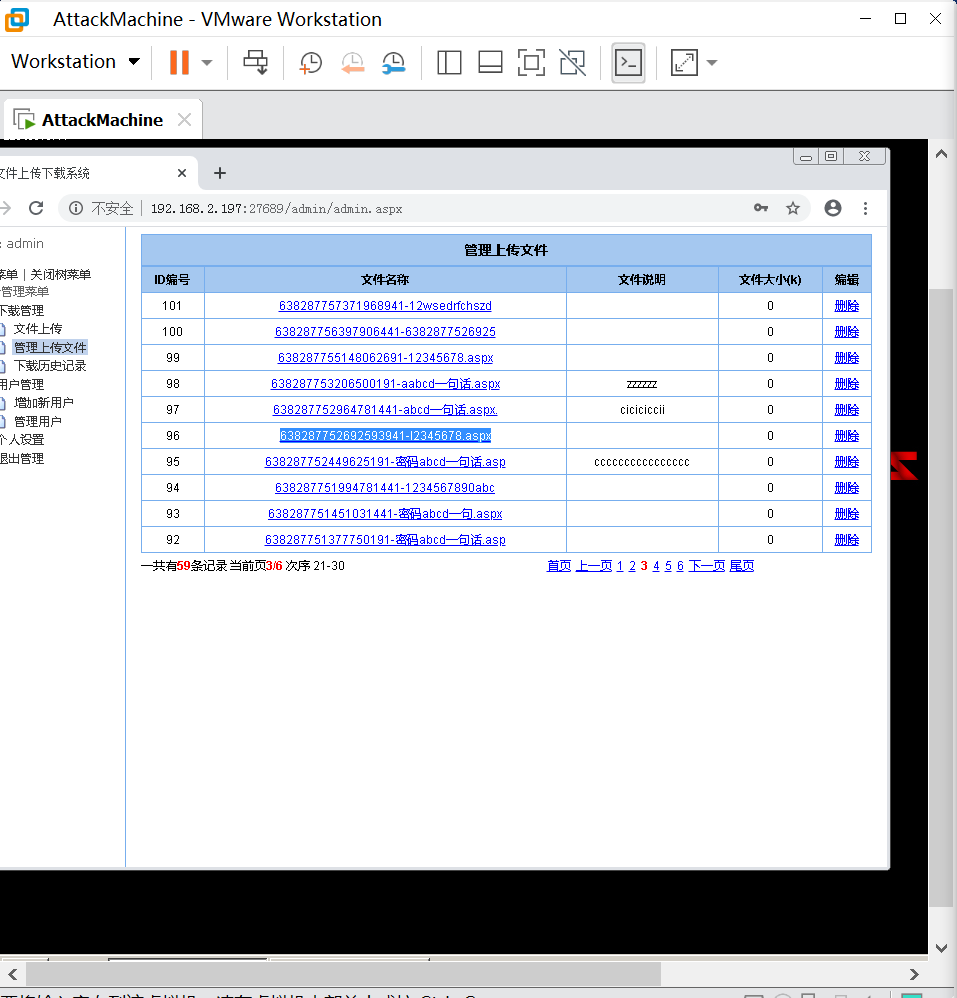 AttackMachine - VMware Workstation
Workstation
AttackMachine
文件上传下载系统
不安全 192.168.2.197:27689/admin/admin.aspx
: admin
菜单 | 关闭树菜单
管理菜单
下载管理
文件上传
管理上传文件
下载历史记录
用户管理
增加新用户
管理用户
个人设置
退出管理
管理上传文件
ID编号 文件名称 文件说明 文件大小(k) 编辑
101 638287757371968941-12wsedrfchszd 0 删除
100 638287756397906441-6382877526925 0 删除
99 638287755148062691-12345678.aspx 0 删除
98 638287753206500191-aabcd一句话.aspx zzzzzz 0 删除
97 638287752964781441-abcd一句话.aspx. ciciciccii 0 删除
96 638287752692593941-l2345678.aspx 0 删除
95 638287752449625191-密码abcd一句话.asp cccccccccccccccc 0 删除
94 638287751994781441-1234567890abc 0 删除
93 638287751451031441-密码abcd一句.aspx 0 删除
92 638287751377750191-密码abcd一句话.asp 0 删除
一共有59条记录 当前页3/6 次序 21-30 首页 上一页 1 2 3 4 5 6 下一页 尾页